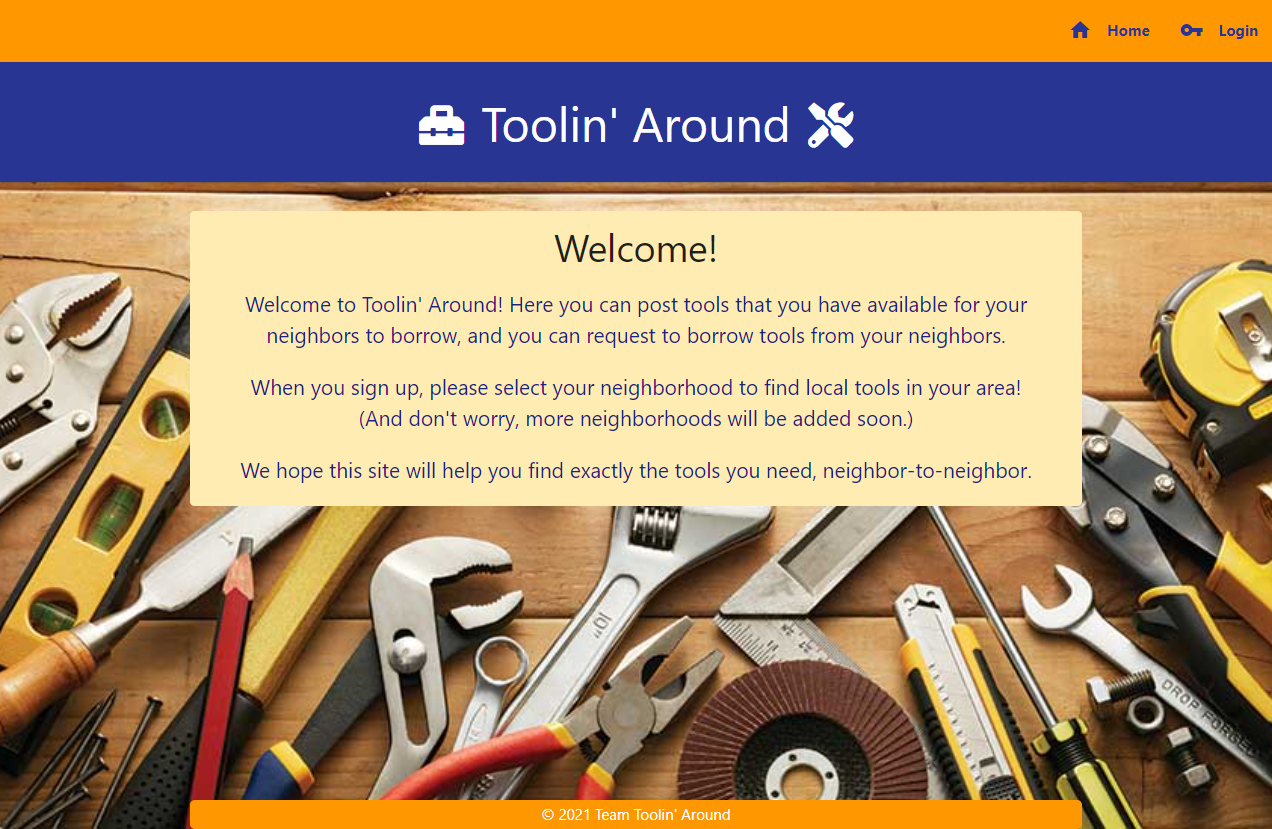 Home Login
Toolin' Around
Welcome!
Welcome to Toolin' Around! Here you can post tools that you have available for your
neighbors to borrow, and you can request to borrow tools from your neighbors.
When you sign up, please select your neighborhood to find local tools in your area!
(And don't worry, more neighborhoods will be added soon.)
We hope this site will help you find exactly the tools you need, neighbor-to-neighbor.
10"
DROP FORGED
© 2021 Team Toolin' Around